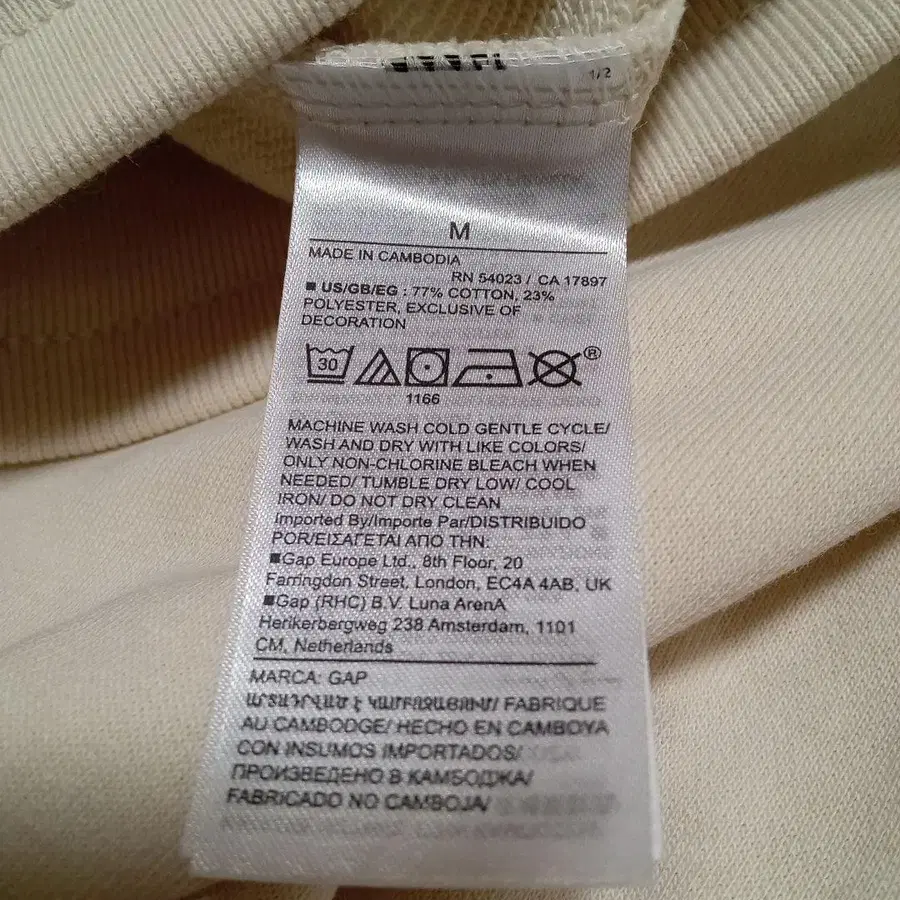 1/2
M
MADE IN CAMBODIA
RN 54023 / CA 17897
■ US/GB/EG : 77% COTTON, 23%
POLYESTER, EXCLUSIVE OF
DECORATION
30
®
1166
MACHINE WASH COLD GENTLE CYCLE/
WASH AND DRY WITH LIKE COLORS/
ONLY NON-CHLORINE BLEACH WHEN
NEEDED/ TUMBLE DRY LOW/ COOL
IRON/ DO NOT DRY CLEAN
Imported By/Importe Par/DISTRIBUIDO
POR/ΕΙΣΑΓΕΤΑΙ ΑΠΟ ΤΗΝ:
■Gap Europe Ltd., 8th Floor, 20
Farringdon Street, London, EC4A 4AB, UK
■Gap (RHC) B.V. Luna ArenA
Herikerbergweg 238 Amsterdam, 1101
CM, Netherlands
MARCA: GAP
ԱՐՏԱԴՐՎԱԾ Է ԿԱՄԲՈՋԱՅՈՒՄ/ FABRIQUE
AU CAMBODGE/ HECHO EN CAMBOYA
CON INSUMOS IMPORTADOS/
ПРОИЗВЕДЕНО В КАМБОДЖА/
FABRICADO NO CAMBOJA/